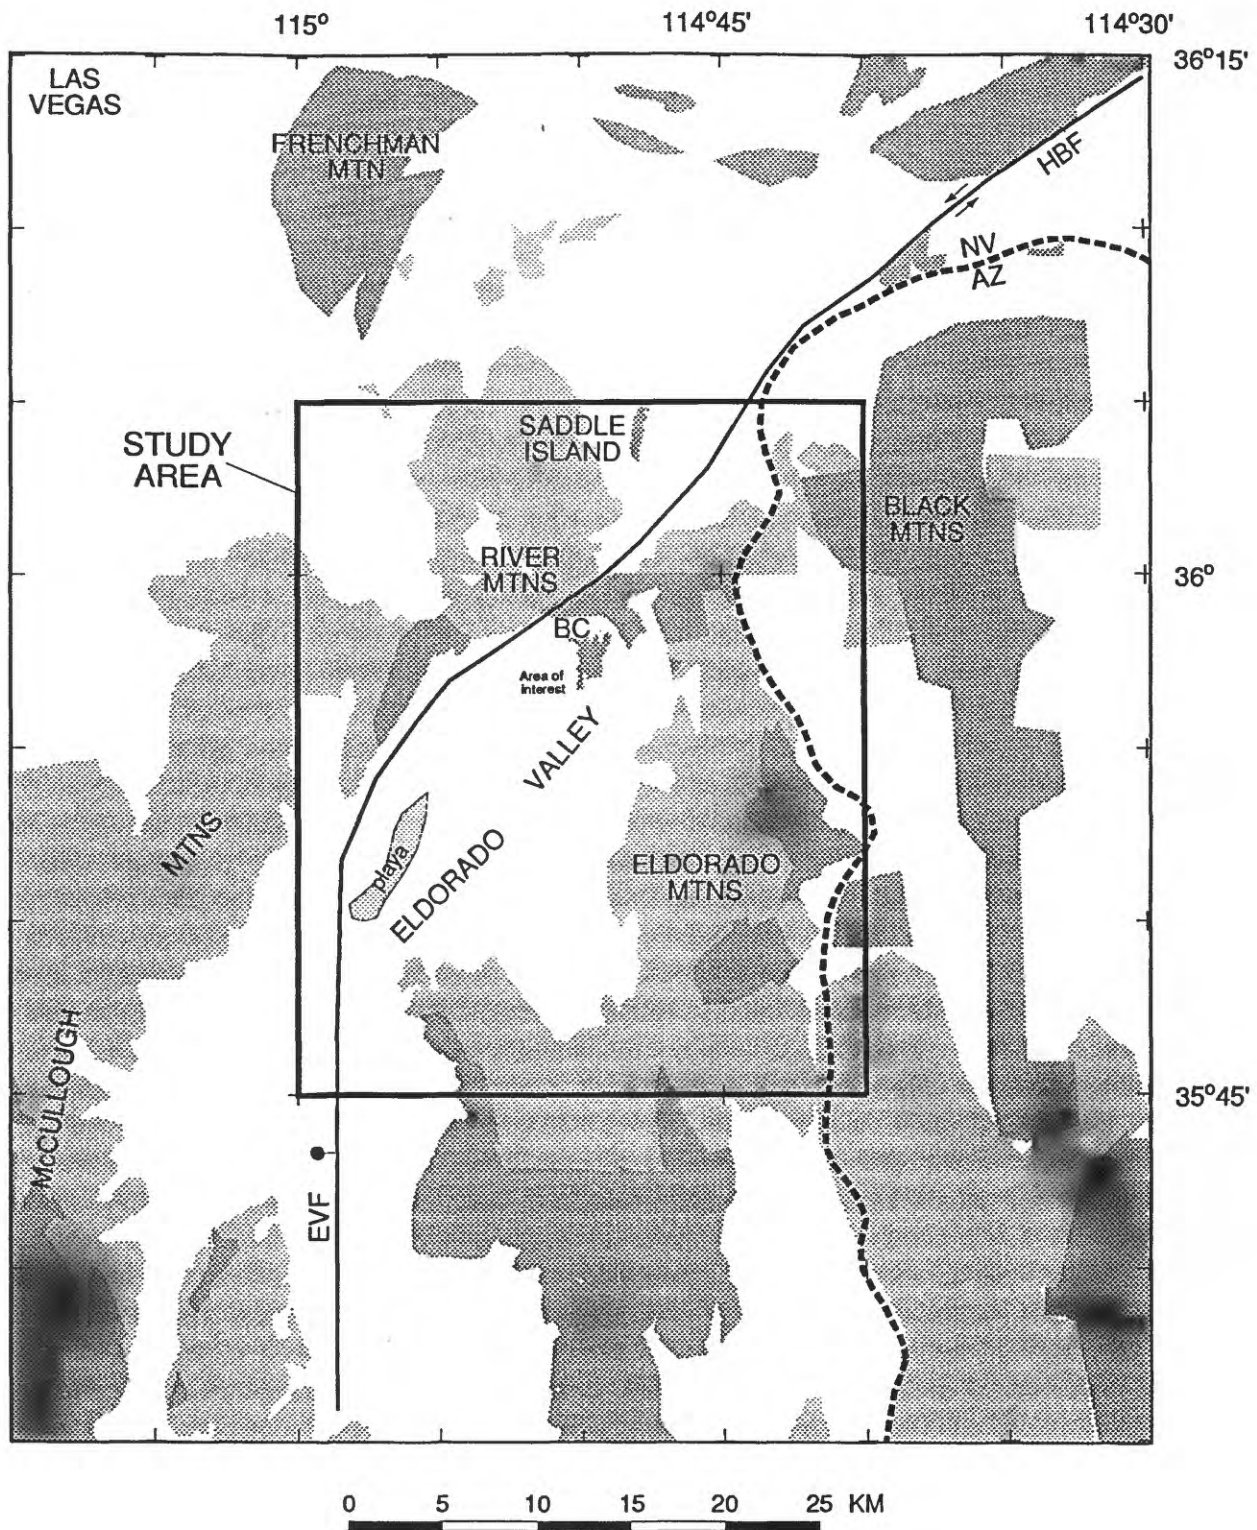 115° 114°45' 114°30'
36°15'
LAS
VEGAS
FRENCHMAN
MTN
HBF
NV
AZ
STUDY
AREA
SADDLE
ISLAND
BLACK
MTNS
RIVER
MTNS
36°
BC
Area of
Interest
VALLEY
MTNS
playa
ELDORADO
ELDORADO
MTNS
McCULLOUGH
35°45'
EVF
0 5 10 15 20 25 KM